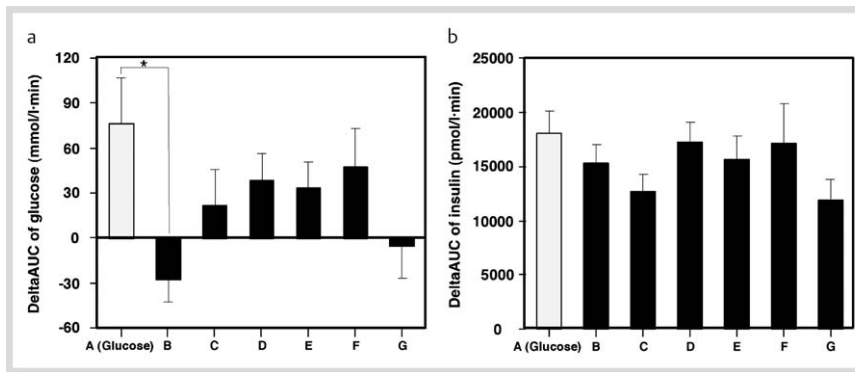 a
DeltaAUC of glucose (mmol/l·min)
120
90
60
30
0
-30
-60
*
A (Glucose) B C D E F G
b
DeltaAUC of insulin (pmol/l·min)
25000
20000
15000
10000
5000
0
A (Glucose) B C D E F G